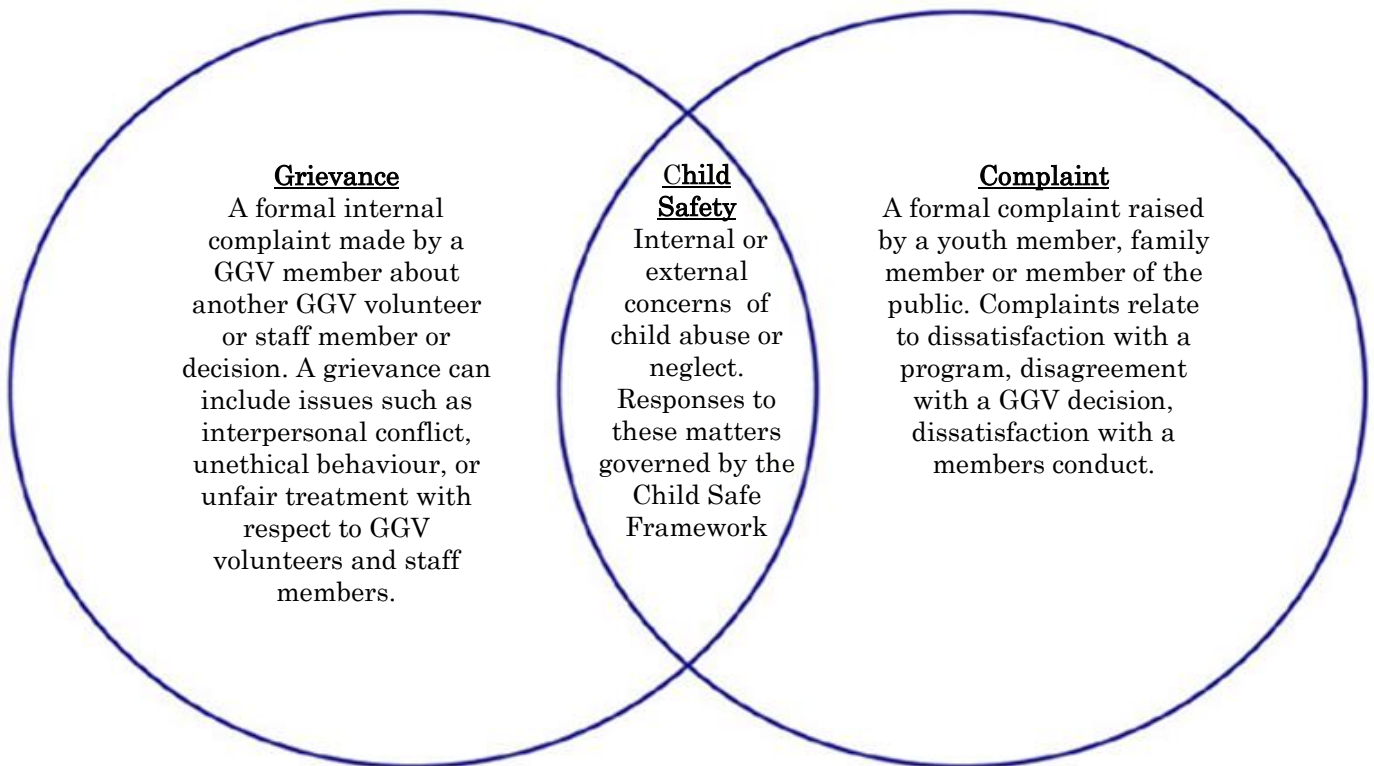 Grievance
A formal internal
complaint made by a
GGV member about
another GGV volunteer
or staff member or
decision. A grievance can
include issues such as
interpersonal conflict,
unethical behaviour, or
unfair treatment with
respect to GGV
volunteers and staff
members.
Child
Safety
Internal or
external
concerns of
child abuse or
neglect.
Responses to
these matters
governed by the
Child Safe
Framework
Complaint
A formal complaint raised
by a youth member, family
member or member of the
public. Complaints relate
to dissatisfaction with a
program, disagreement
with a GGV decision,
dissatisfaction with a
members conduct.